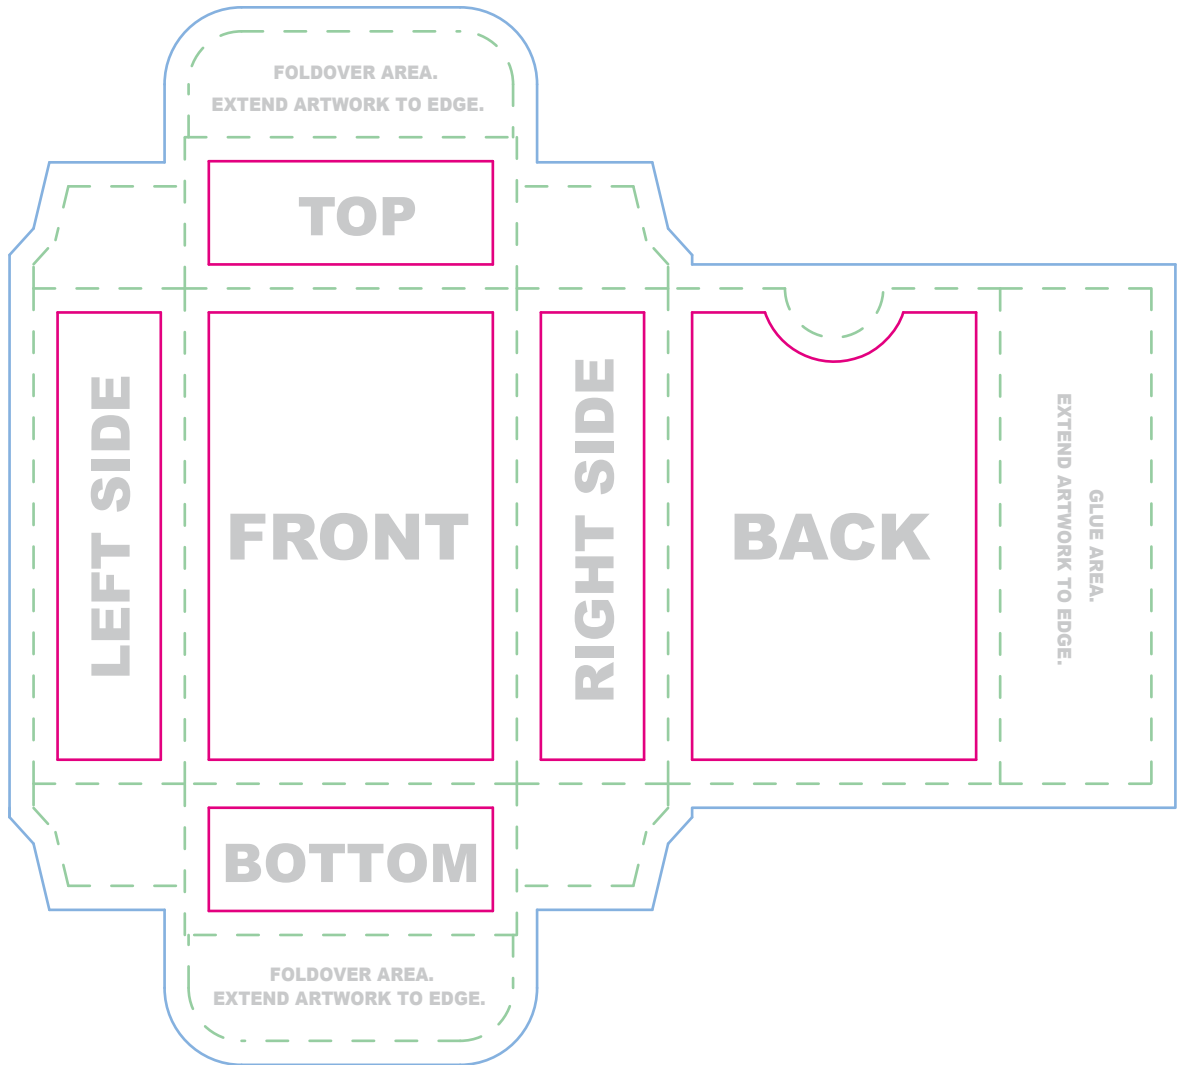 FOLDOVER AREA.
EXTEND ARTWORK TO EDGE.
TOP
LEFT SIDE
FRONT
RIGHT SIDE
BACK
GLUE AREA.
EXTEND ARTWORK TO EDGE.
BOTTOM
FOLDOVER AREA.
EXTEND ARTWORK TO EDGE.